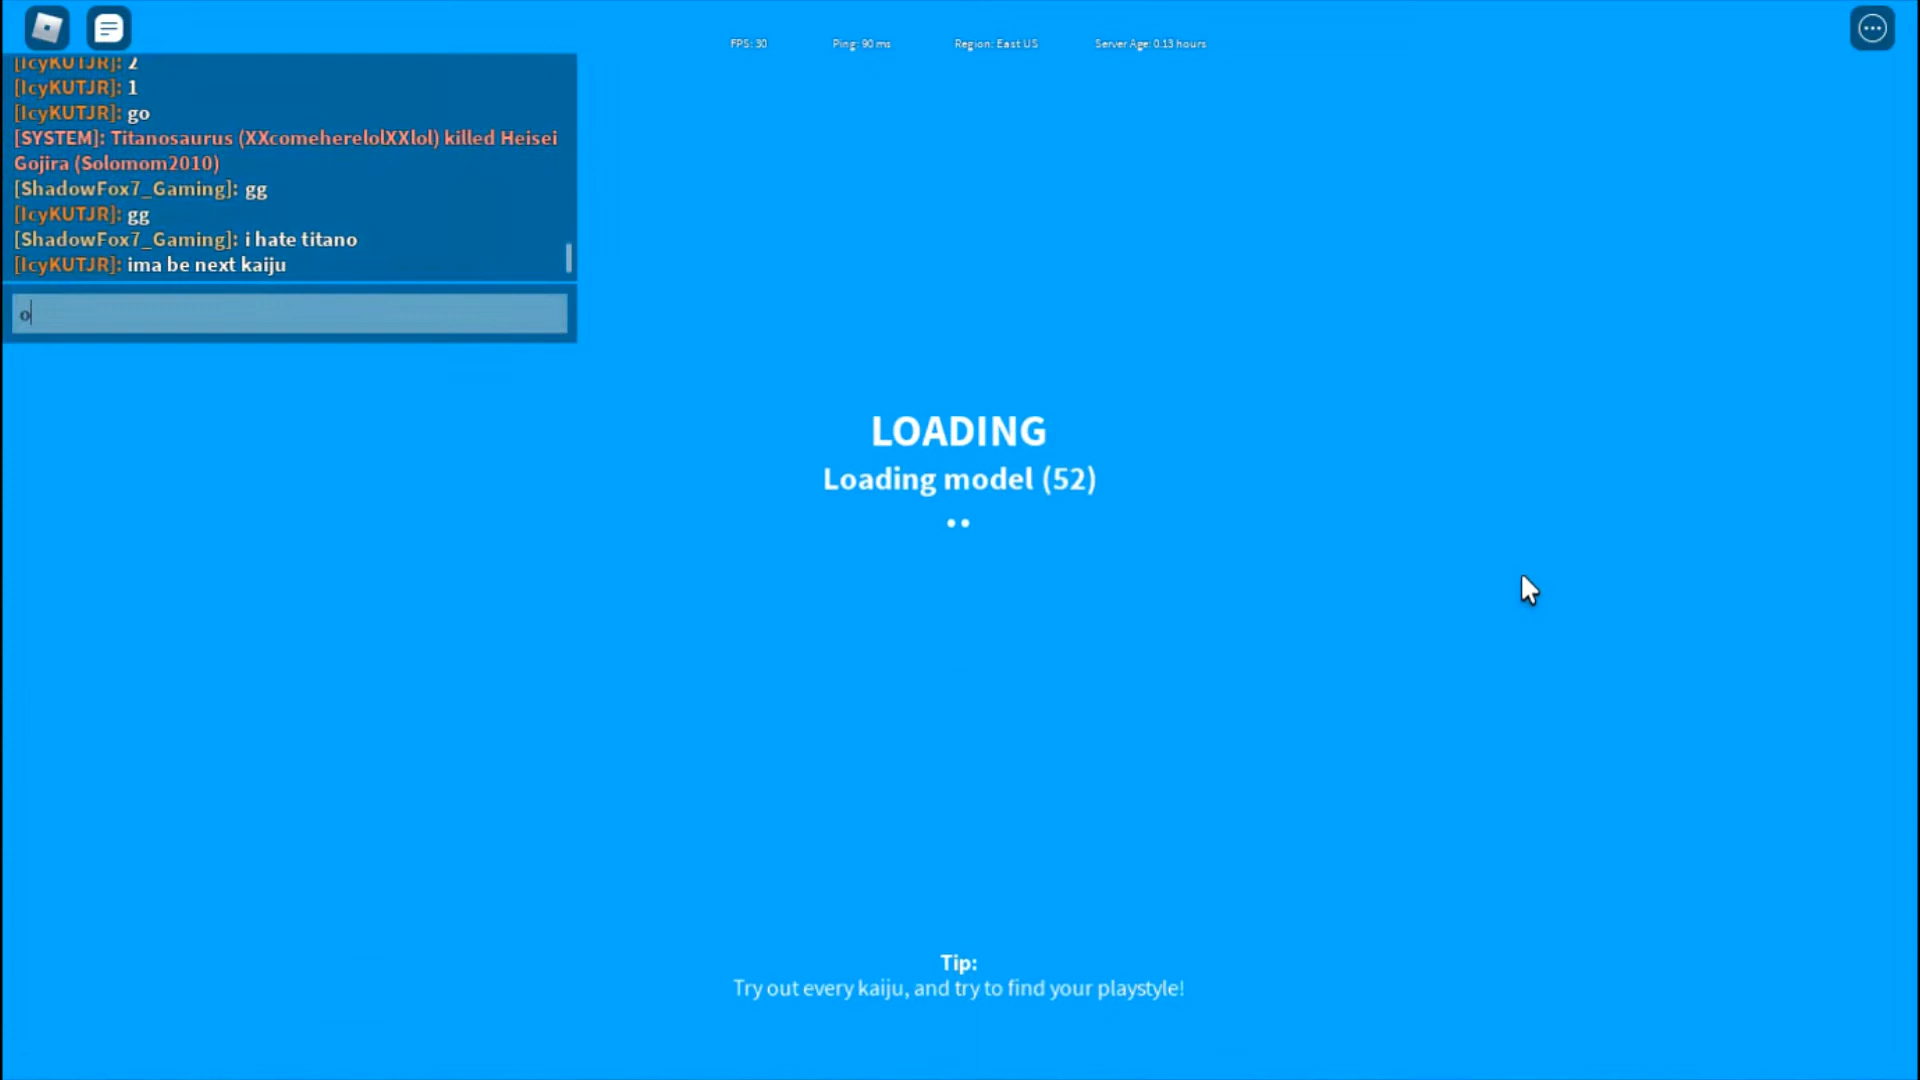 FPS: 30 Ping: 90 ms Region: East US Server Age: 0.13 hours
[IcyKUTJR]: 2
[IcyKUTJR]: 1
[IcyKUTJR]: go
[SYSTEM]: Titanosaurus (XXcomeherelolXXlol) killed Heisei
Gojira (Solomom2010)
[ShadowFox7_Gaming]: gg
[IcyKUTJR]: gg
[ShadowFox7_Gaming]: i hate titano
[IcyKUTJR]: ima be next kaiju
o
LOADING
Loading model (52)
••
Tip:
Try out every kaiju, and try to find your playstyle!